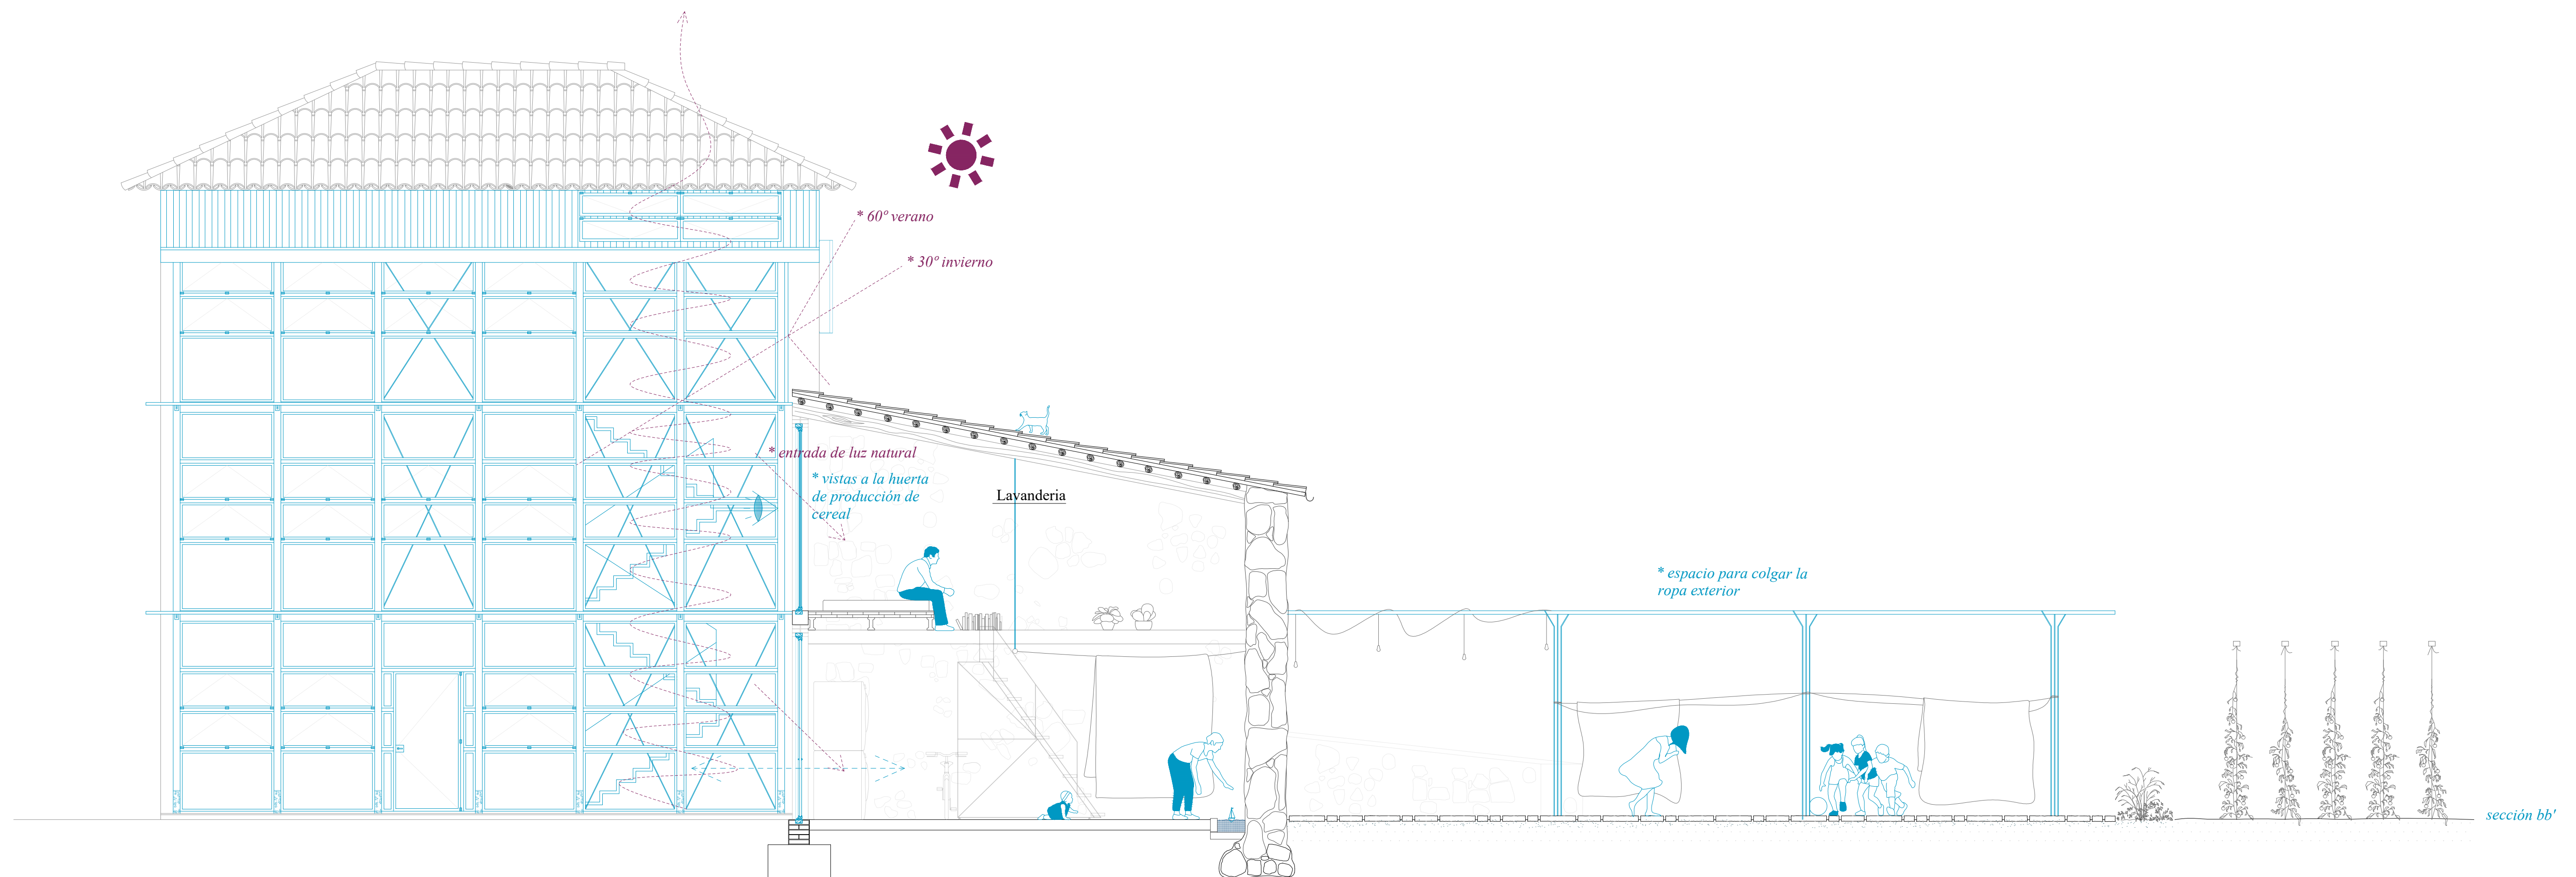 * 60º verano
* 30º invierno
* entrada de luz natural
* vistas a la huerta
de producción de
cereal
Lavanderia
* espacio para colgar la
ropa exterior
sección bb'